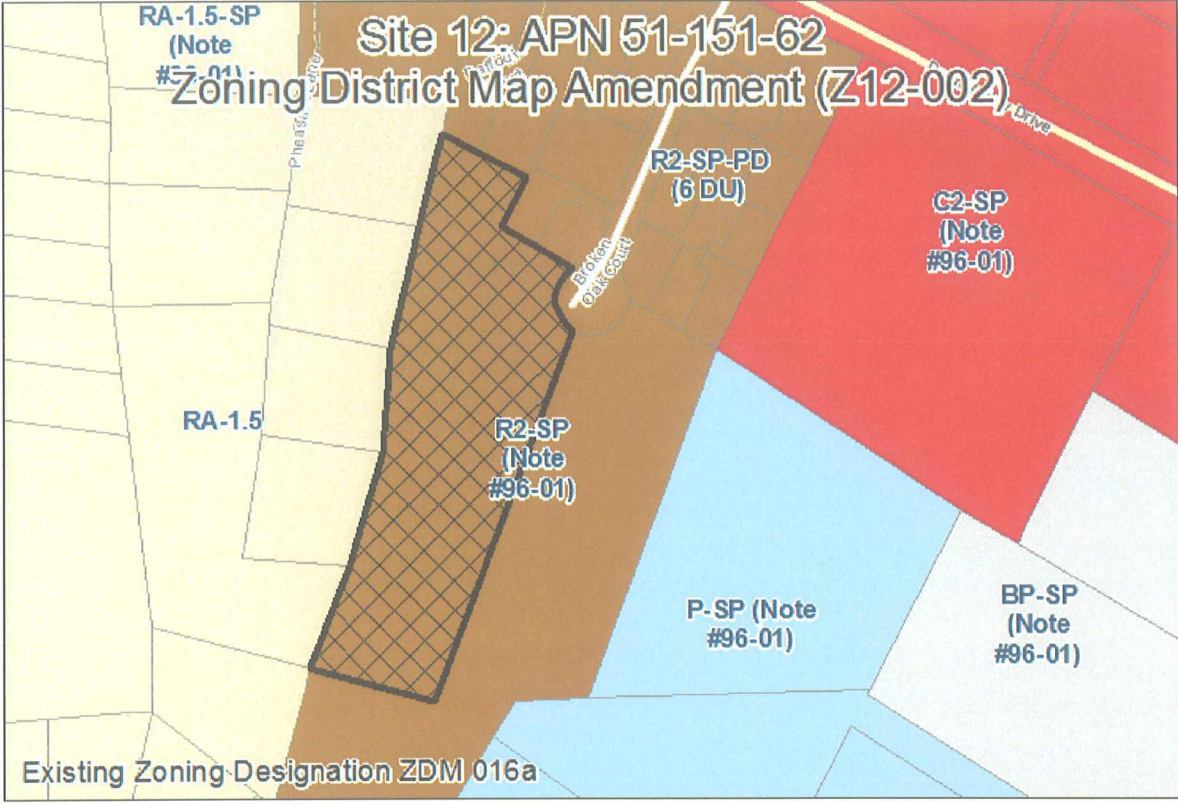 Site 12: APN 51-151-62
Zoning District Map Amendment (Z12-002)
RA-1.5-SP
(Note
R2-SP-PD
(6 DU)
C2-SP
(Note
#96-01)
Drive
Broken
Oak Court
RA-1.5
R2-SP
(Note
#96-01)
P-SP (Note
#96-01)
BP-SP
(Note
#96-01)
Existing Zoning Designation ZDM 016a